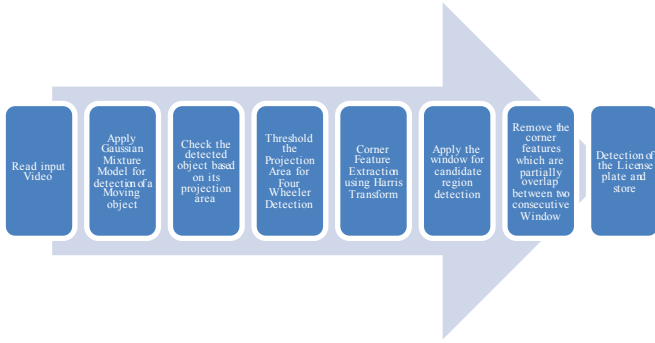 Read input
Video
Apply
Gaussian
Mixture
Model for
detection of a
Moving
object
Check the
detected
object based
on its
projection
area
Threshold
the
Projection
Area for
Four
Wheeler
Detection
Corner
Feature
Extraction
using Harris
Transform
Apply the
window for
candidate
region
detection
Remove the
corner
features
which are
partially
overlap
between two
consecutive
Window
Detection of
the License
plate and
store